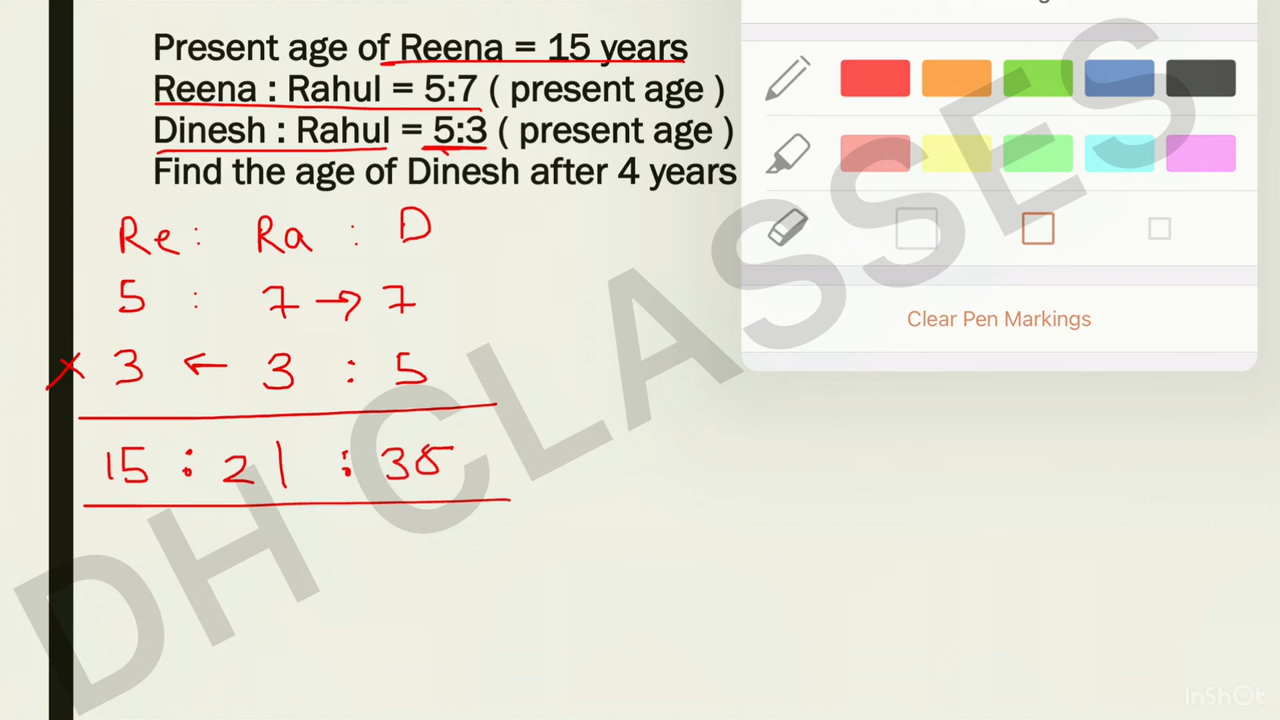 Present age of Reena = 15 years
Reena : Rahul = 5:7 ( present age )
Dinesh : Rahul = 5:3 ( present age )
Find the age of Dinesh after 4 years
Re : Ra : D
5 : 7 → 7
× 3 ← 3 : 5
15 : 21 : 35
Clear Pen Markings
DH CLASSES
InShOt